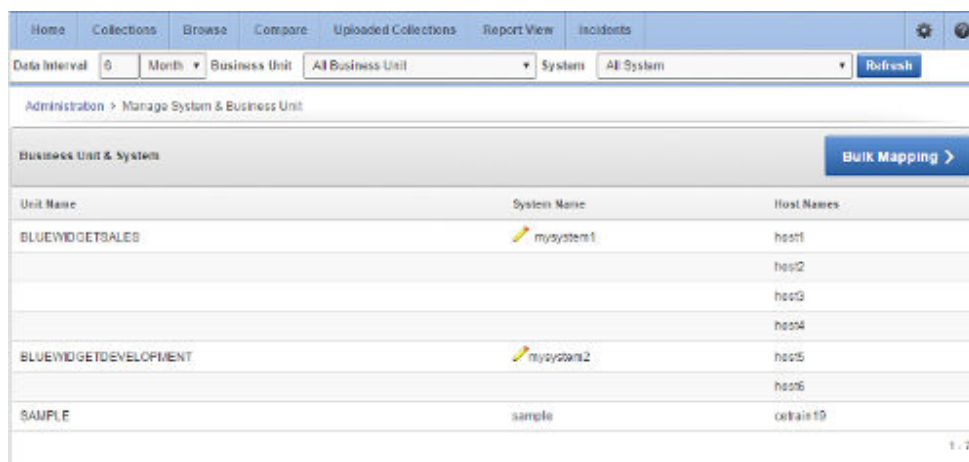 Home Collections Browse Compare Uploaded Collections Report View Incidents
Data Interval 6 Month Business Unit All Business Unit System All System Refresh
Administration > Manage System & Business Unit
Business Unit & System Bulk Mapping >
Unit Name System Name Host Names
BLUEWIDGETSALES mysystem1 host1
host2
host3
host4
BLUEWIDGETDEVELOPMENT mysystem2 host5
host6
SAMPLE sample cetrain19